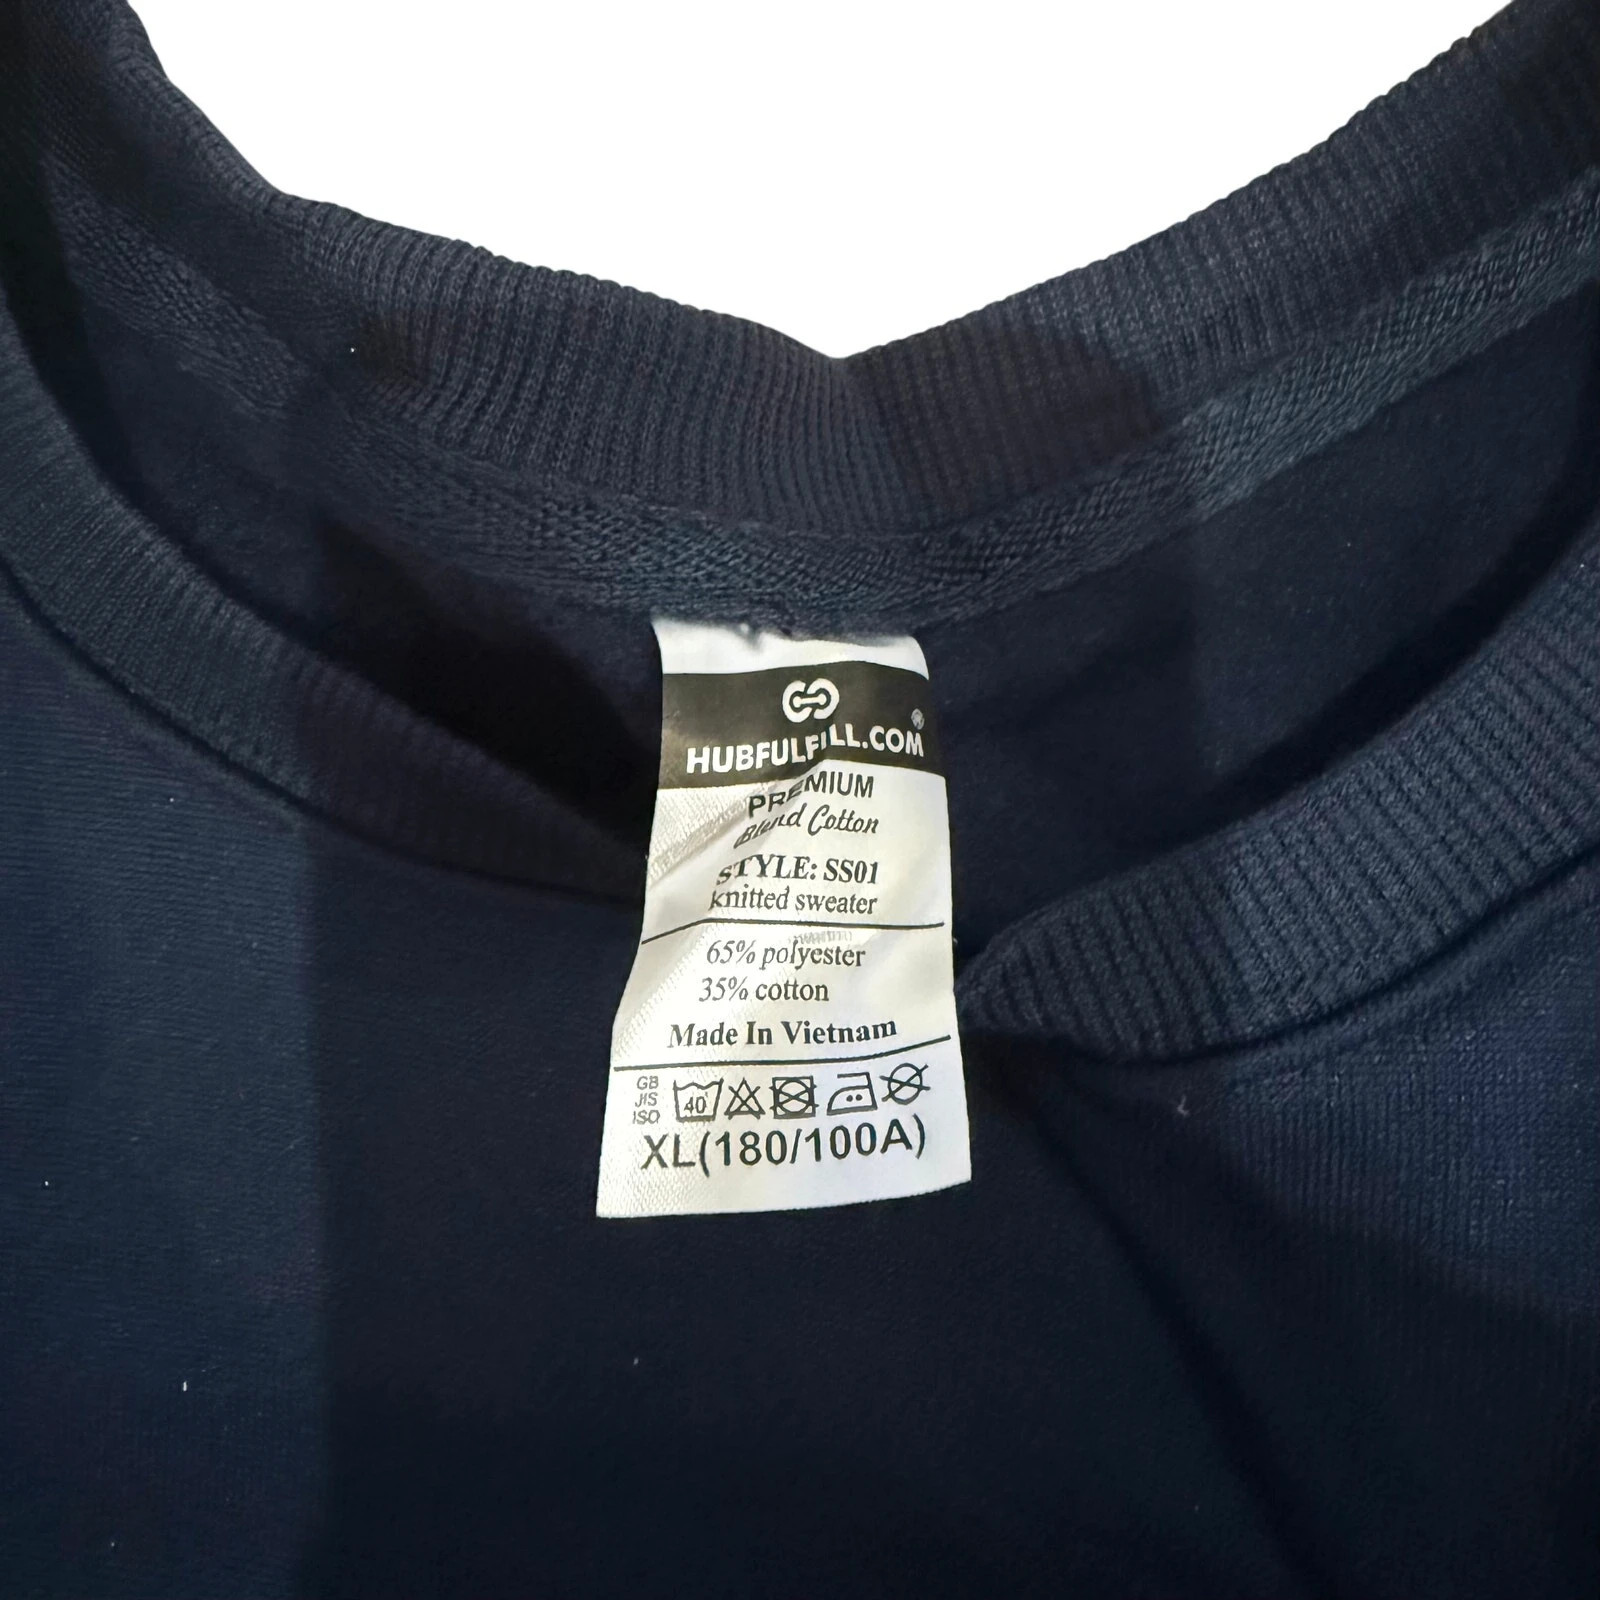 HUBFULFILL.COM®
PREMIUM
Blend Cotton
STYLE: SS01
knitted sweater
65% polyester
35% cotton
Made In Vietnam
GB
JIS
ISO
40
XL(180/100A)